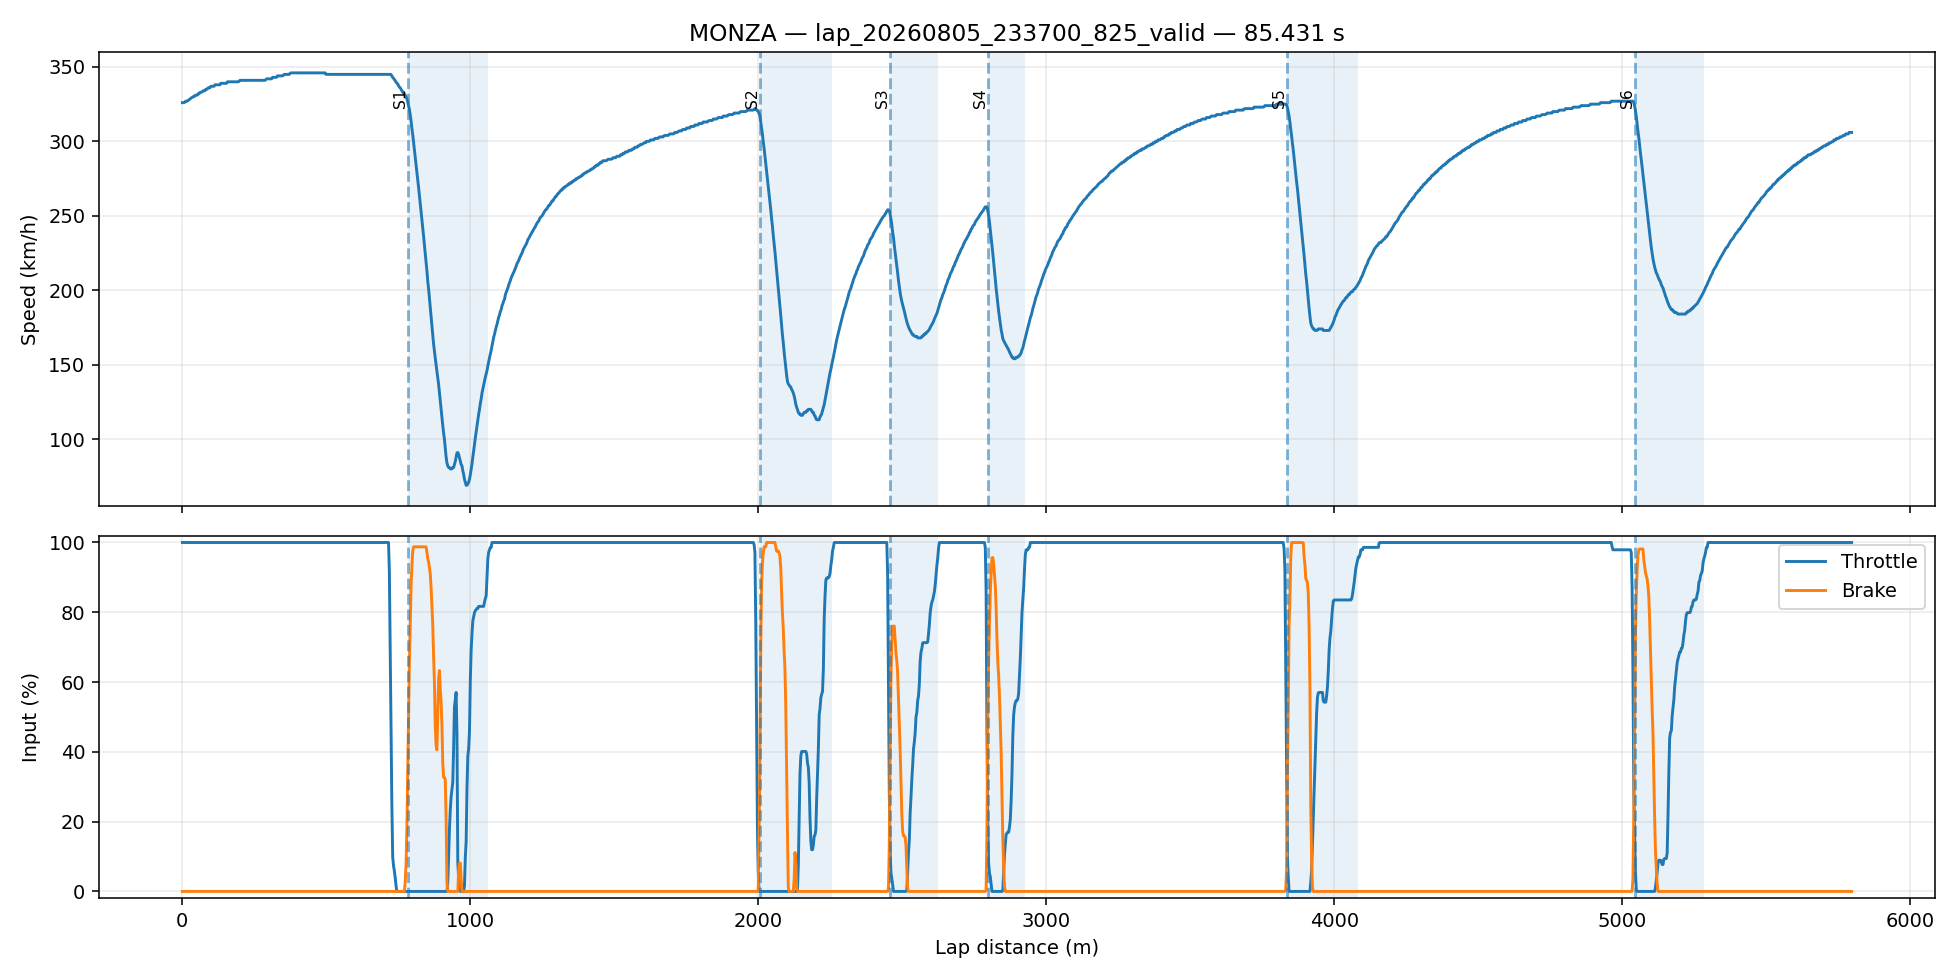 MONZA — lap_20260805_233700_825_valid — 85.431 s
350
300
250
200
150
100
Speed (km/h)
S1
S2
S3
S4
S5
S6
100
80
60
40
20
0
Input (%)
Throttle
Brake
0
1000
2000
3000
4000
5000
6000
Lap distance (m)